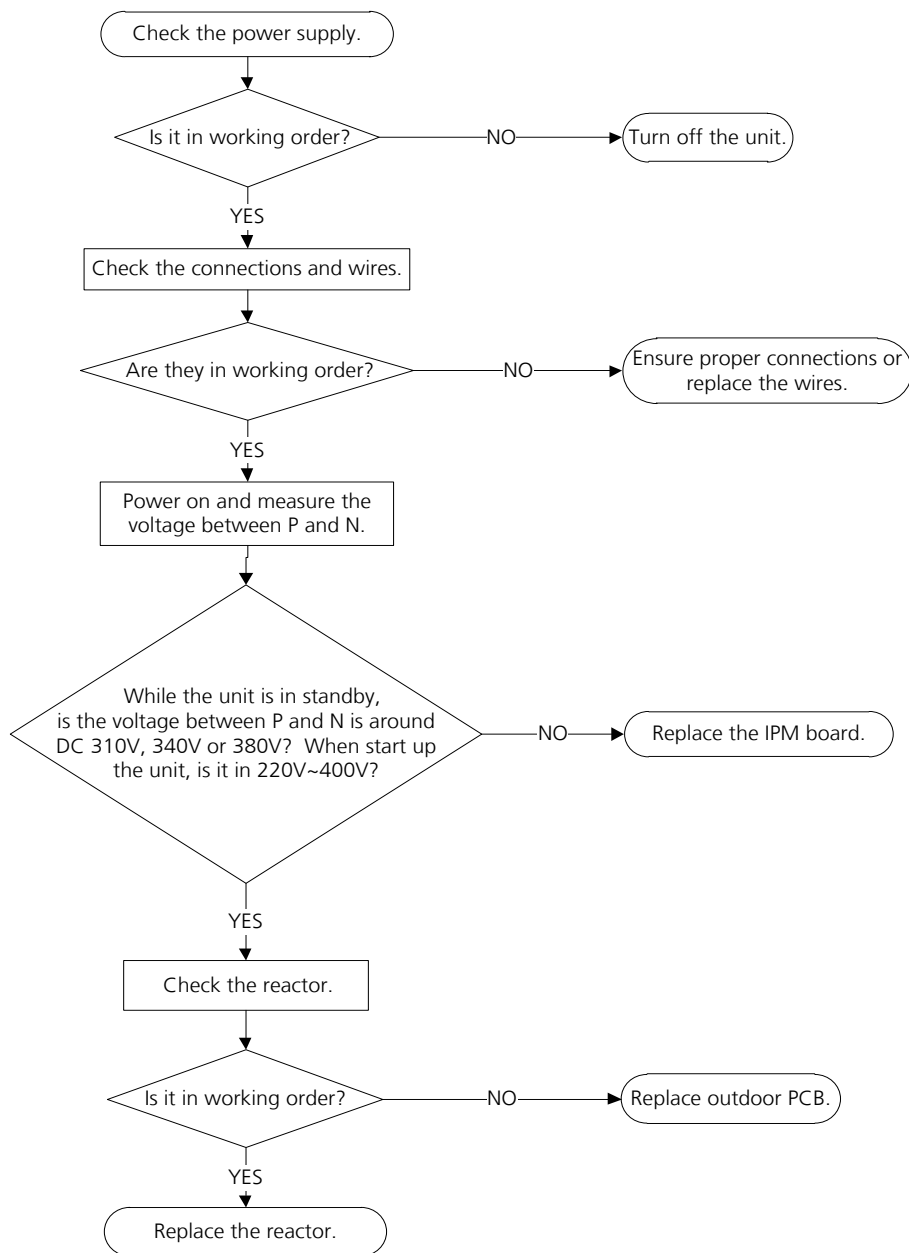 Check the power supply.
Is it in working order?
NO
Turn off the unit.
YES
Check the connections and wires.
Are they in working order?
NO
Ensure proper connections or
replace the wires.
YES
Power on and measure the
voltage between P and N.
While the unit is in standby,
is the voltage between P and N is around
DC 310V, 340V or 380V? When start up
the unit, is it in 220V~400V?
NO
Replace the IPM board.
YES
Check the reactor.
Is it in working order?
NO
Replace outdoor PCB.
YES
Replace the reactor.